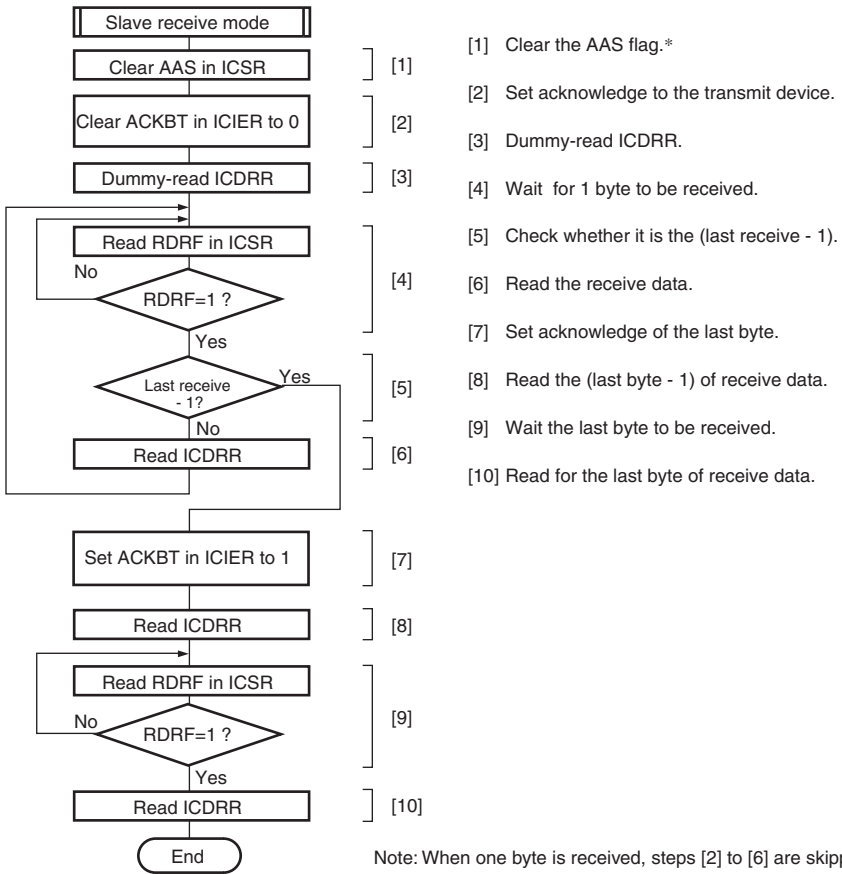 Slave receive mode
Clear AAS in ICSR [1]
Clear ACKBT in ICIER to 0 [2]
Dummy-read ICDRR [3]
Read RDRF in ICSR
No
RDRF=1 ? [4]
Yes
Last receive
- 1?
Yes
[5]
No
Read ICDRR [6]
Set ACKBT in ICIER to 1 [7]
Read ICDRR [8]
Read RDRF in ICSR
No
RDRF=1 ? [9]
Yes
Read ICDRR [10]
End
[1] Clear the AAS flag.*
[2] Set acknowledge to the transmit device.
[3] Dummy-read ICDRR.
[4] Wait for 1 byte to be received.
[5] Check whether it is the (last receive - 1).
[6] Read the receive data.
[7] Set acknowledge of the last byte.
[8] Read the (last byte - 1) of receive data.
[9] Wait the last byte to be received.
[10] Read for the last byte of receive data.
Note: When one byte is received, steps [2] to [6] are